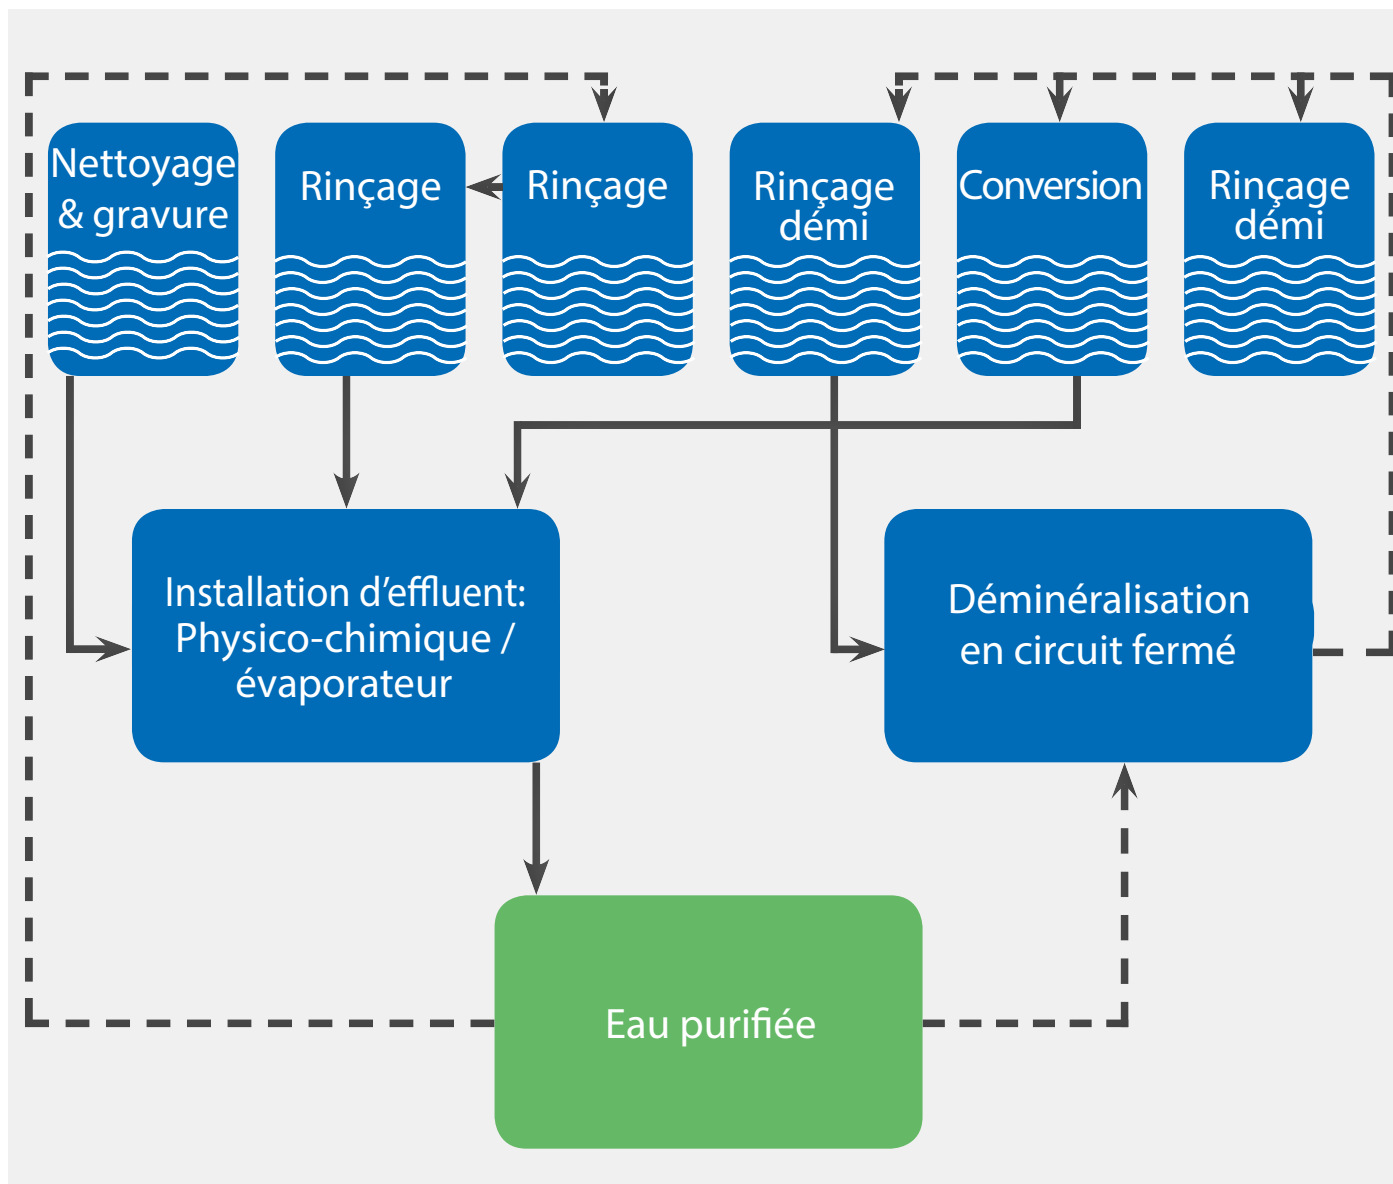 Nettoyage
& gravure
Rinçage
Rinçage
Rinçage
démi
Conversion
Rinçage
démi
Installation d’effluent:
Physico-chimique /
évaporateur
Déminéralisation
en circuit fermé
Eau purifiée